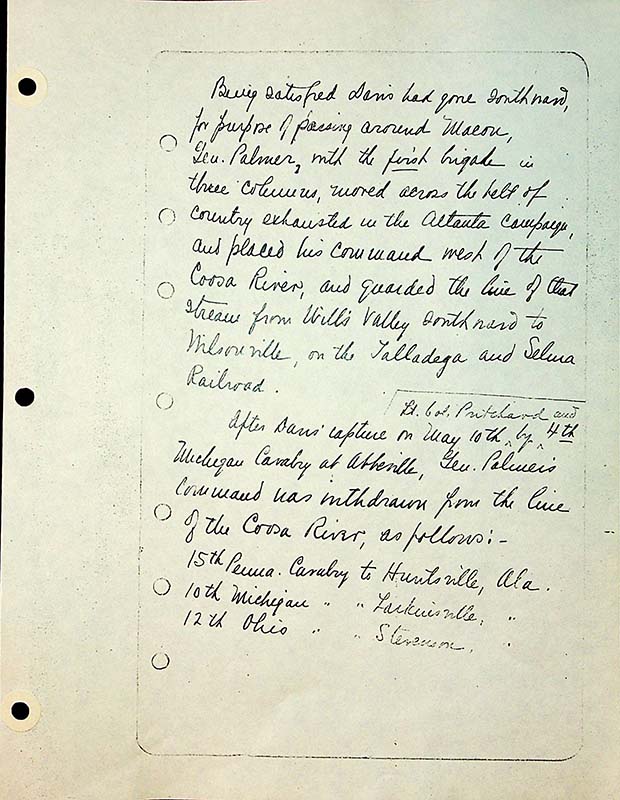 Being satisfied Davis had gone southward,
for purpose of passing around Macon,
Gen. Palmer, with the first brigade in
three columns, moved across the belt of
country exhausted in the Altanta campaign,
and placed his command west of the
Coosa River, and guarded the line of that
stream from Will's Valley southward to
Wilsonville, on the Talladega and Selma
Railroad.
Lt. Col. Pritchard and
After Davis' capture on May 10th, by 4th
Michigan Cavalry at Abbeville, Gen. Palmer's
command was withdrawn from the line
of the Coosa River, as follows:-
15th Penna. Cavalry to Huntsville, Ala.
10th Michigan " " Larkinsville, "
12th Ohio " " Stevenson, "